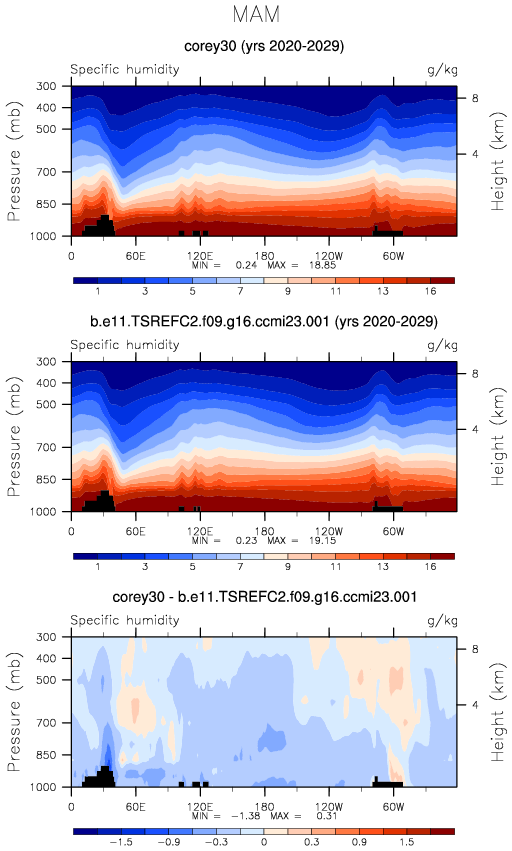 MAM
corey30 (yrs 2020-2029)
Specific humidity g/kg
300
400
500
700
850
1000
Pressure (mb)
8
4
Height (km)
0 60E 120E 180 120W 60W
MIN = 0.24 MAX = 18.85
1 3 5 7 9 11 13 16
b.e11.TSREFC2.f09.g16.ccmi23.001 (yrs 2020-2029)
Specific humidity g/kg
300
400
500
700
850
1000
Pressure (mb)
8
4
Height (km)
0 60E 120E 180 120W 60W
MIN = 0.23 MAX = 19.15
1 3 5 7 9 11 13 16
corey30 - b.e11.TSREFC2.f09.g16.ccmi23.001
Specific humidity g/kg
300
400
500
700
850
1000
Pressure (mb)
8
4
Height (km)
0 60E 120E 180 120W 60W
MIN = -1.38 MAX = 0.31
-1.5 -0.9 -0.3 0 0.3 0.9 1.5